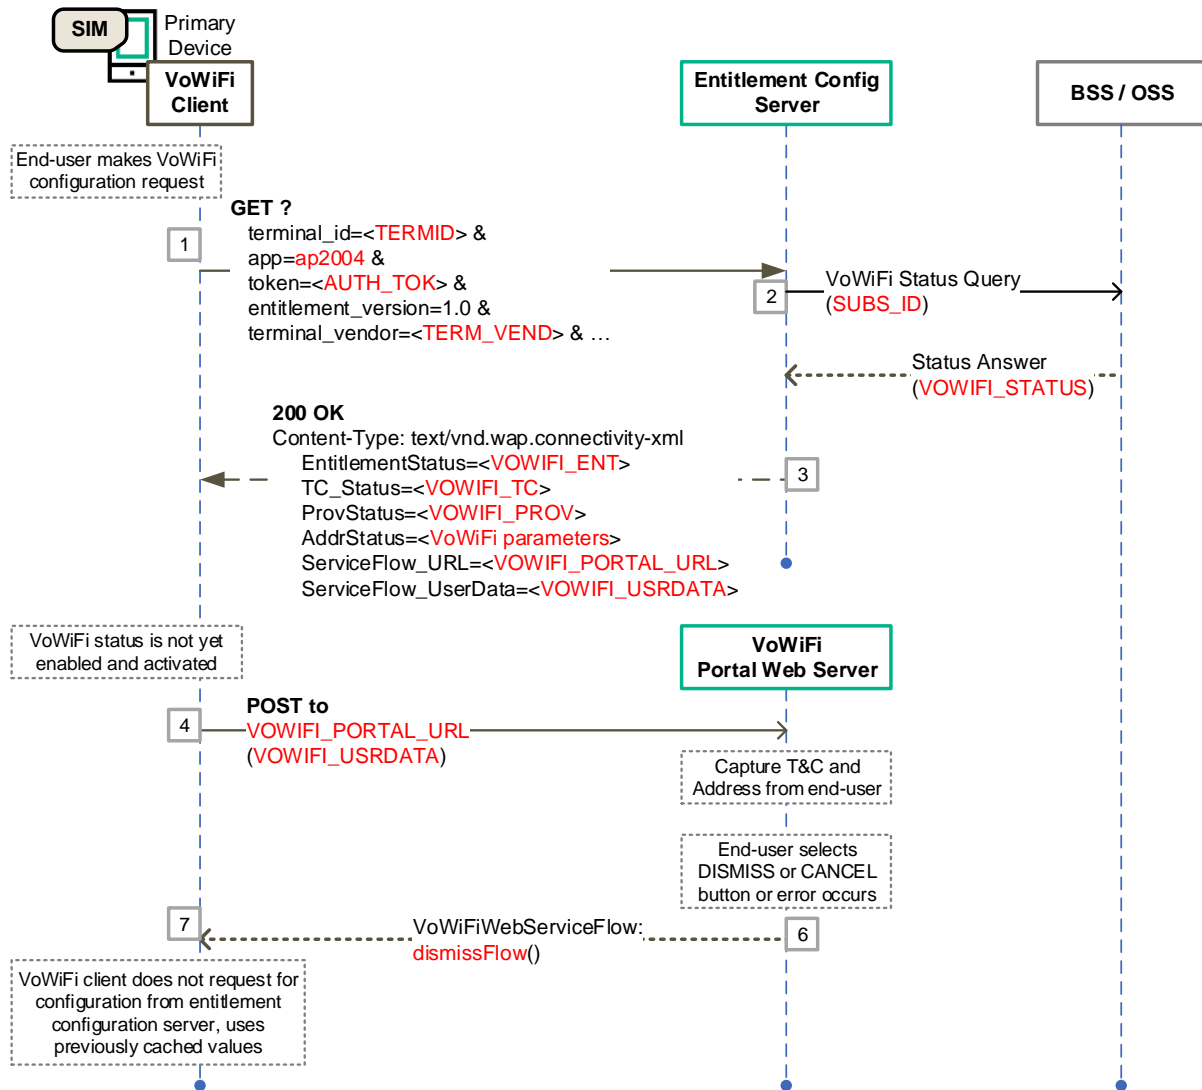 SIM
Primary
Device
VoWiFi
Client
Entitlement Config
Server
BSS / OSS
End-user makes VoWiFi
configuration request
GET ?
1
terminal_id=<TERMID> &
app=ap2004 &
token=<AUTH_TOK> &
entitlement_version=1.0 &
terminal_vendor=<TERM_VEND> & …
2
VoWiFi Status Query
(SUBS_ID)
Status Answer
(VOWIFI_STATUS)
200 OK
Content-Type: text/vnd.wap.connectivity-xml
EntitlementStatus=<VOWIFI_ENT>
TC_Status=<VOWIFI_TC>
ProvStatus=<VOWIFI_PROV>
AddrStatus=<VoWiFi parameters>
ServiceFlow_URL=<VOWIFI_PORTAL_URL>
ServiceFlow_UserData=<VOWIFI_USRDATA>
3
VoWiFi status is not yet
enabled and activated
VoWiFi
Portal Web Server
4
POST to
VOWIFI_PORTAL_URL
(VOWIFI_USRDATA)
Capture T&C and
Address from end-user
End-user selects
DISMISS or CANCEL
button or error occurs
7
VoWiFiWebServiceFlow:
dismissFlow()
6
VoWiFi client does not request for
configuration from entitlement
configuration server, uses
previously cached values